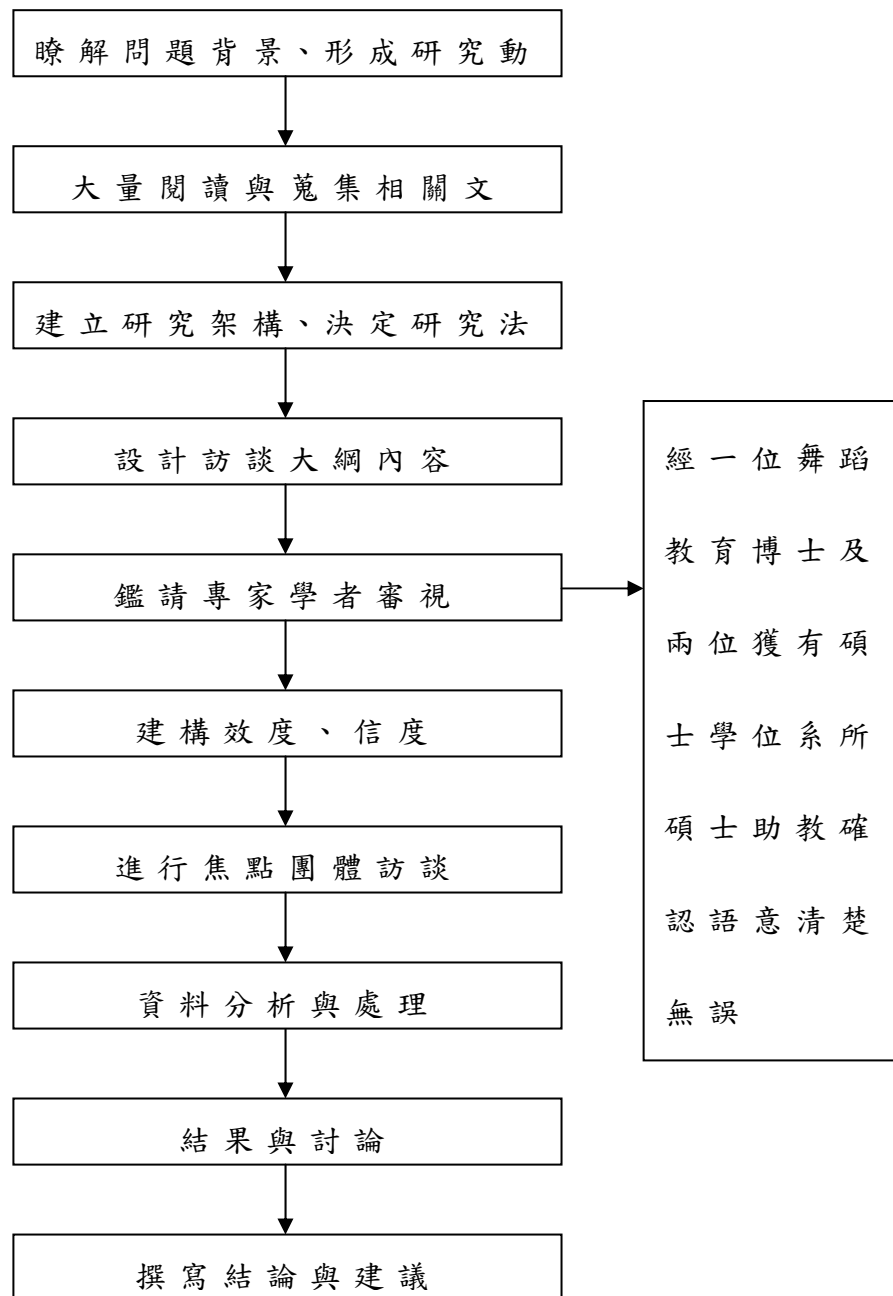 瞭解問題背景、形成研究動
大量閱讀與蒐集相關文
建立研究架構、決定研究法
設計訪談大綱內容
鑑請專家學者審視
建構效度、信度
進行焦點團體訪談
資料分析與處理
結果與討論
撰寫結論與建議
經一位舞蹈
教育博士及
兩位獲有碩
士學位系所
碩士助教確
認語意清楚
無誤